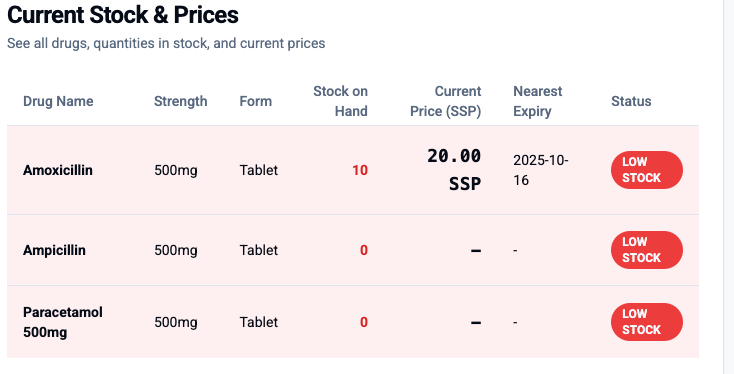 Current Stock & Prices
See all drugs, quantities in stock, and current prices
Drug Name Strength Form Stock on Hand Current Price (SSP) Nearest Expiry Status
Amoxicillin 500mg Tablet 10 20.00 SSP 2025-10-16 LOW STOCK
Ampicillin 500mg Tablet 0 – - LOW STOCK
Paracetamol 500mg 500mg Tablet 0 – - LOW STOCK